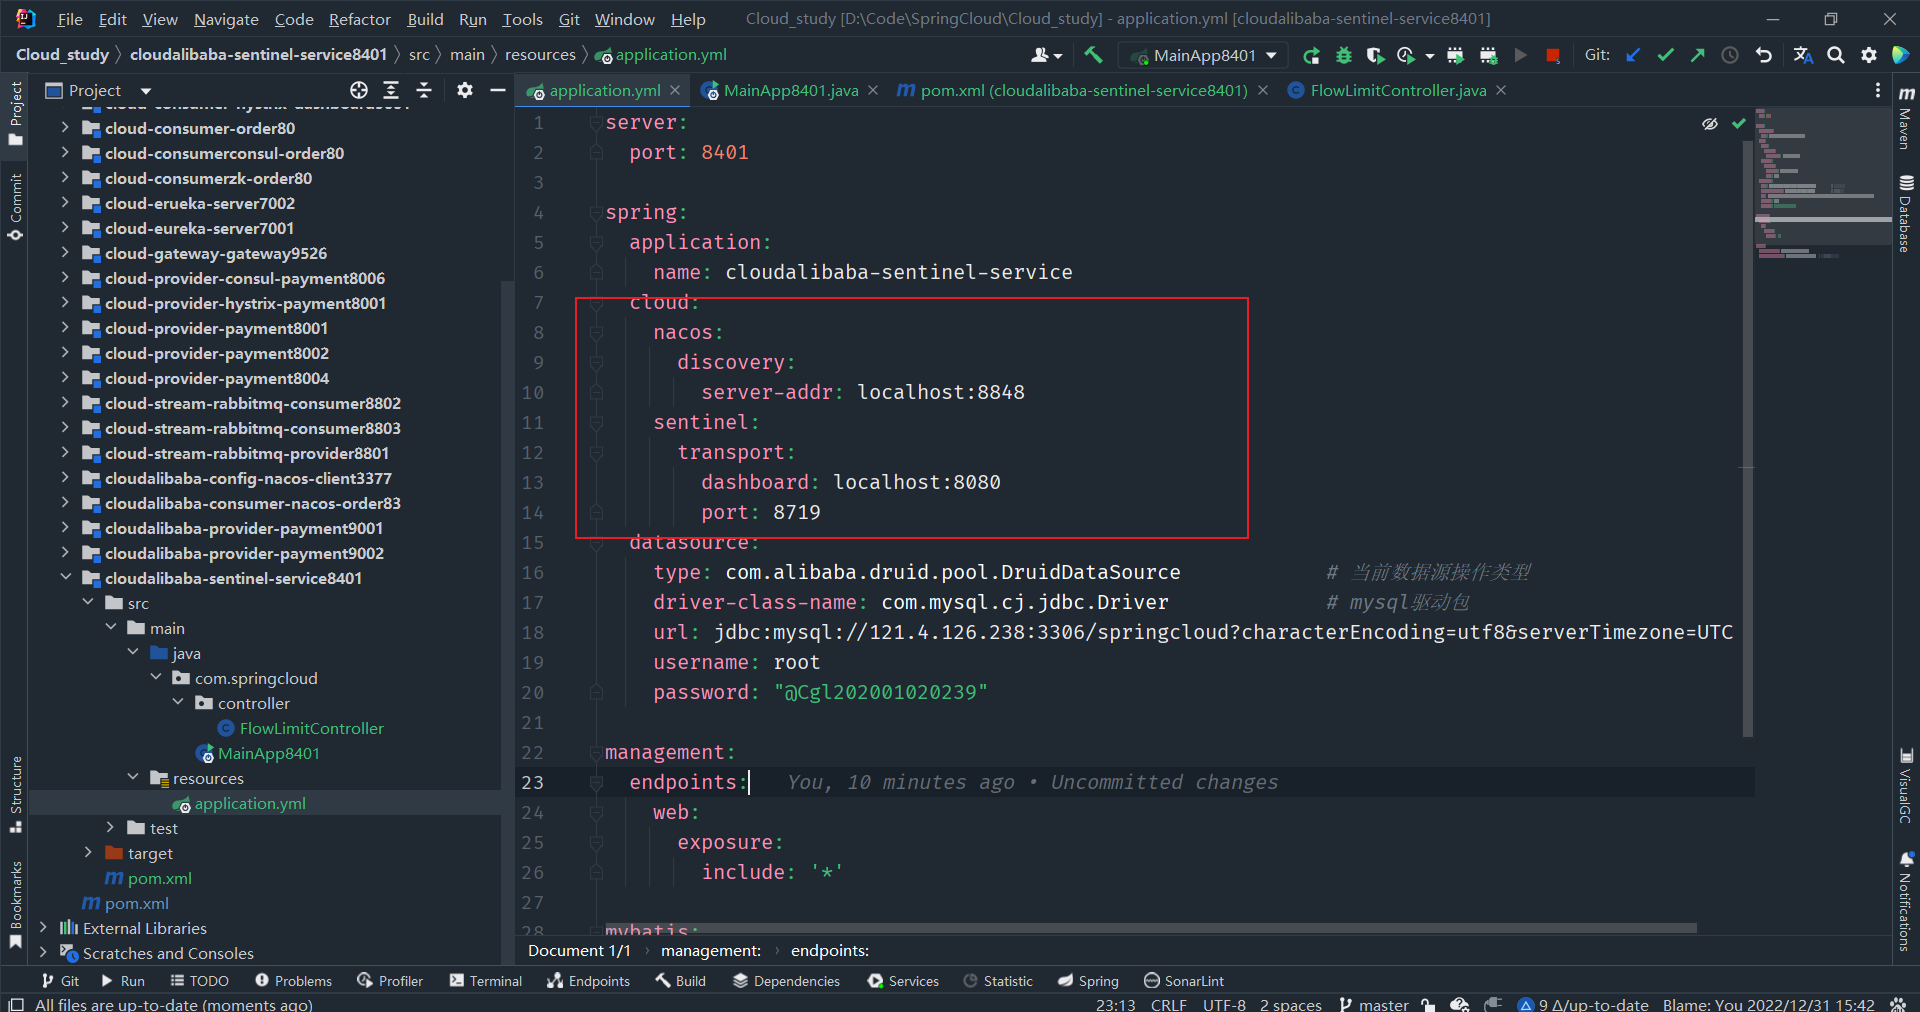 File Edit View Navigate Code Refactor Build Run Tools Git Window Help Cloud_study [D:\Code\SpringCloud\Cloud_study] - application.yml [cloudalibaba-sentinel-service8401]
Cloud_study 〉 cloudalibaba-sentinel-service8401 〉 src 〉 main 〉 resources 〉 application.yml MainApp8401 Git:
Project
application.yml MainApp8401.java pom.xml (cloudalibaba-sentinel-service8401) FlowLimitController.java
Project
Commit
Structure
Bookmarks
cloud-consumer-order80
cloud-consumerconsul-order80
cloud-consumerzk-order80
cloud-erueka-server7002
cloud-eureka-server7001
cloud-gateway-gateway9526
cloud-provider-consul-payment8006
cloud-provider-hystrix-payment8001
cloud-provider-payment8001
cloud-provider-payment8002
cloud-provider-payment8004
cloud-stream-rabbitmq-consumer8802
cloud-stream-rabbitmq-consumer8803
cloud-stream-rabbitmq-provider8801
cloudalibaba-config-nacos-client3377
cloudalibaba-consumer-nacos-order83
cloudalibaba-provider-payment9001
cloudalibaba-provider-payment9002
cloudalibaba-sentinel-service8401
src
main
java
com.springcloud
controller
FlowLimitController
MainApp8401
resources
application.yml
test
target
pom.xml
pom.xml
External Libraries
Scratches and Consoles
1 server:
2 port: 8401
3
4 spring:
5 application:
6 name: cloudalibaba-sentinel-service
7 cloud:
8 nacos:
9 discovery:
10 server-addr: localhost:8848
11 sentinel:
12 transport:
13 dashboard: localhost:8080
14 port: 8719
15 datasource:
16 type: com.alibaba.druid.pool.DruidDataSource # 当前数据源操作类型
17 driver-class-name: com.mysql.cj.jdbc.Driver # mysql驱动包
18 url: jdbc:mysql://121.4.126.238:3306/springcloud?characterEncoding=utf8&serverTimezone=UTC
19 username: root
20 password: "@Cgl202001020239"
21
22 management:
23 endpoints: You, 10 minutes ago • Uncommitted changes
24 web:
25 exposure:
26 include: '*'
27
28 mybatis:
Document 1/1 › management: › endpoints:
Maven
Database
VisualGC
Notifications
Git Run TODO Problems Profiler Terminal Endpoints Build Dependencies Services Statistic Spring SonarLint
All files are up-to-date (moments ago) 23:13 CRLF UTF-8 2 spaces master 9 Δ/up-to-date Blame: You 2022/12/31 15:42